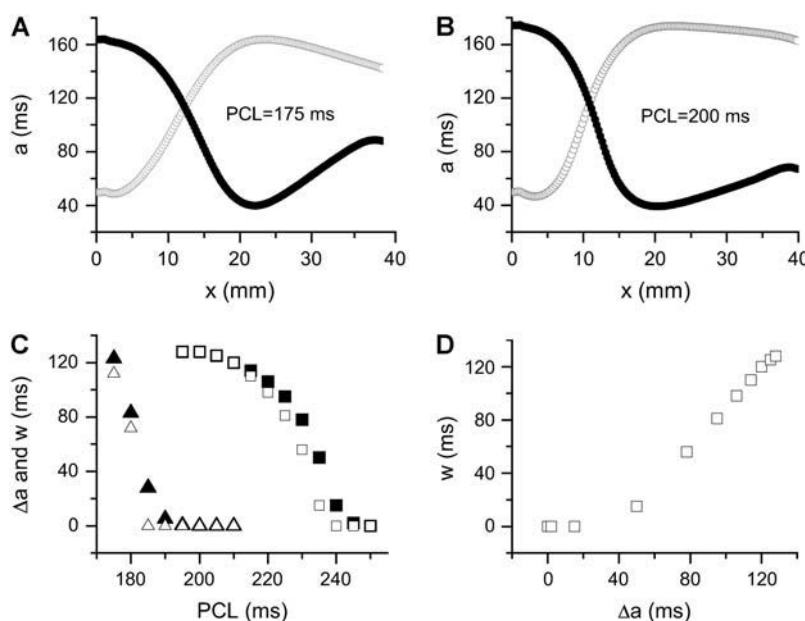 A
a (ms)
160
120
80
40
PCL=175 ms
0 10 20 30 40
x (mm)
B
a (ms)
160
120
80
40
PCL=200 ms
0 10 20 30 40
x (mm)
C
Δa and w (ms)
120
80
40
0
180 200 220 240
PCL (ms)
D
w (ms)
120
80
40
0
0 40 80 120
Δa (ms)